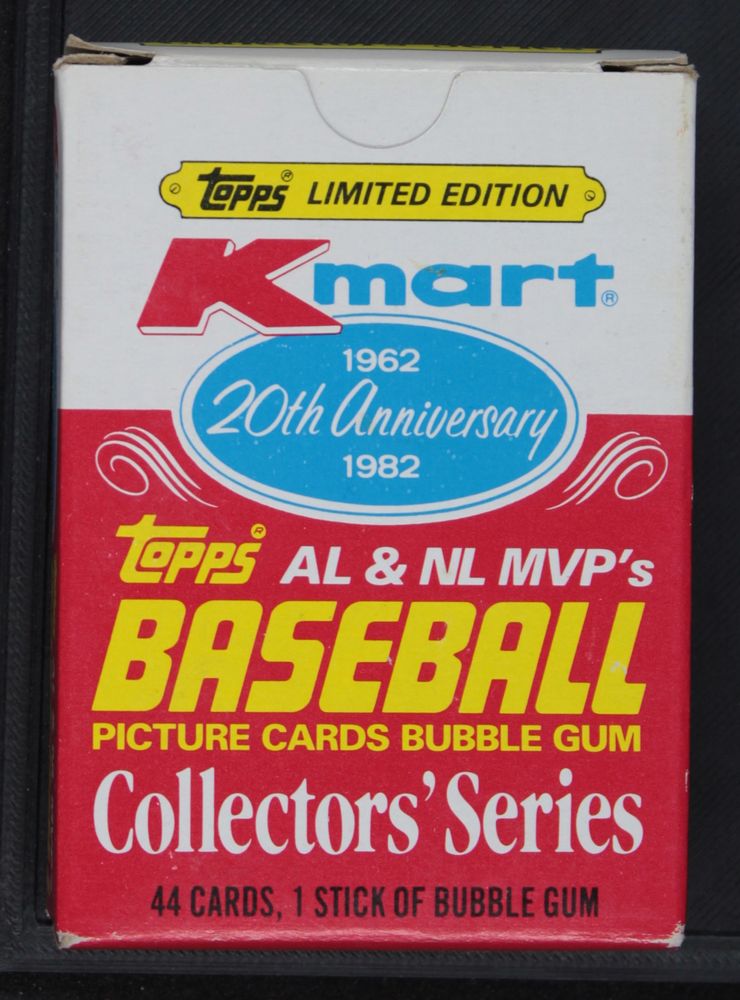 Topps® LIMITED EDITION
Kmart®
1962
20th Anniversary
1982
Topps® AL & NL MVP's
BASEBALL
PICTURE CARDS BUBBLE GUM
Collectors' Series
44 CARDS, 1 STICK OF BUBBLE GUM